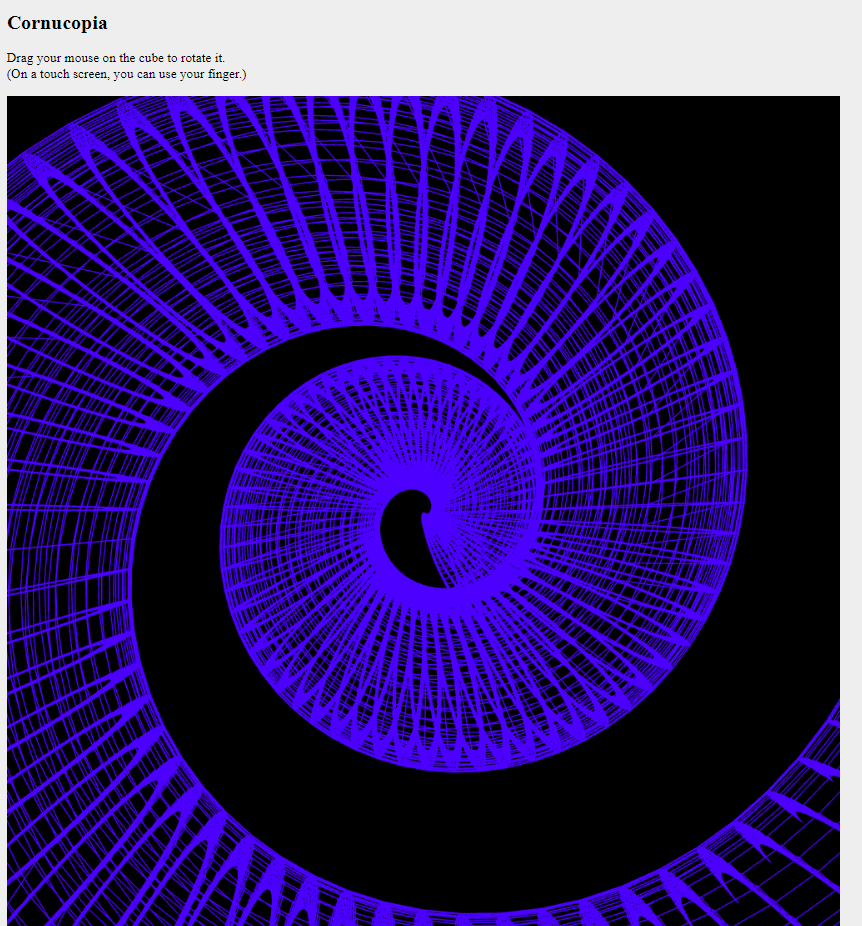 Cornucopia
Drag your mouse on the cube to rotate it.
(On a touch screen, you can use your finger.)